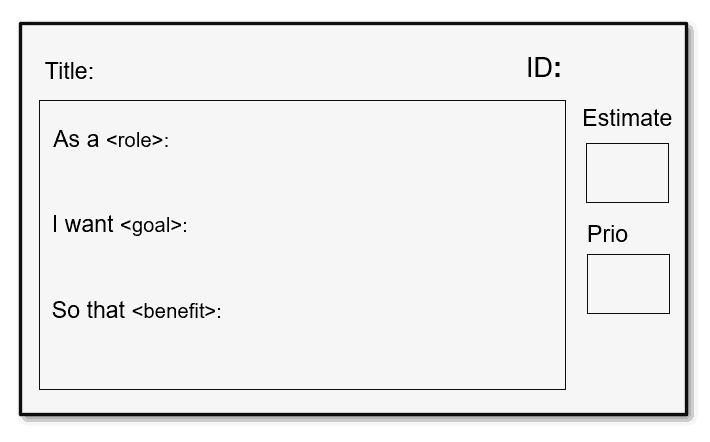 Title:
ID:
As a <role>:
I want <goal>:
So that <benefit>:
Estimate
Prio